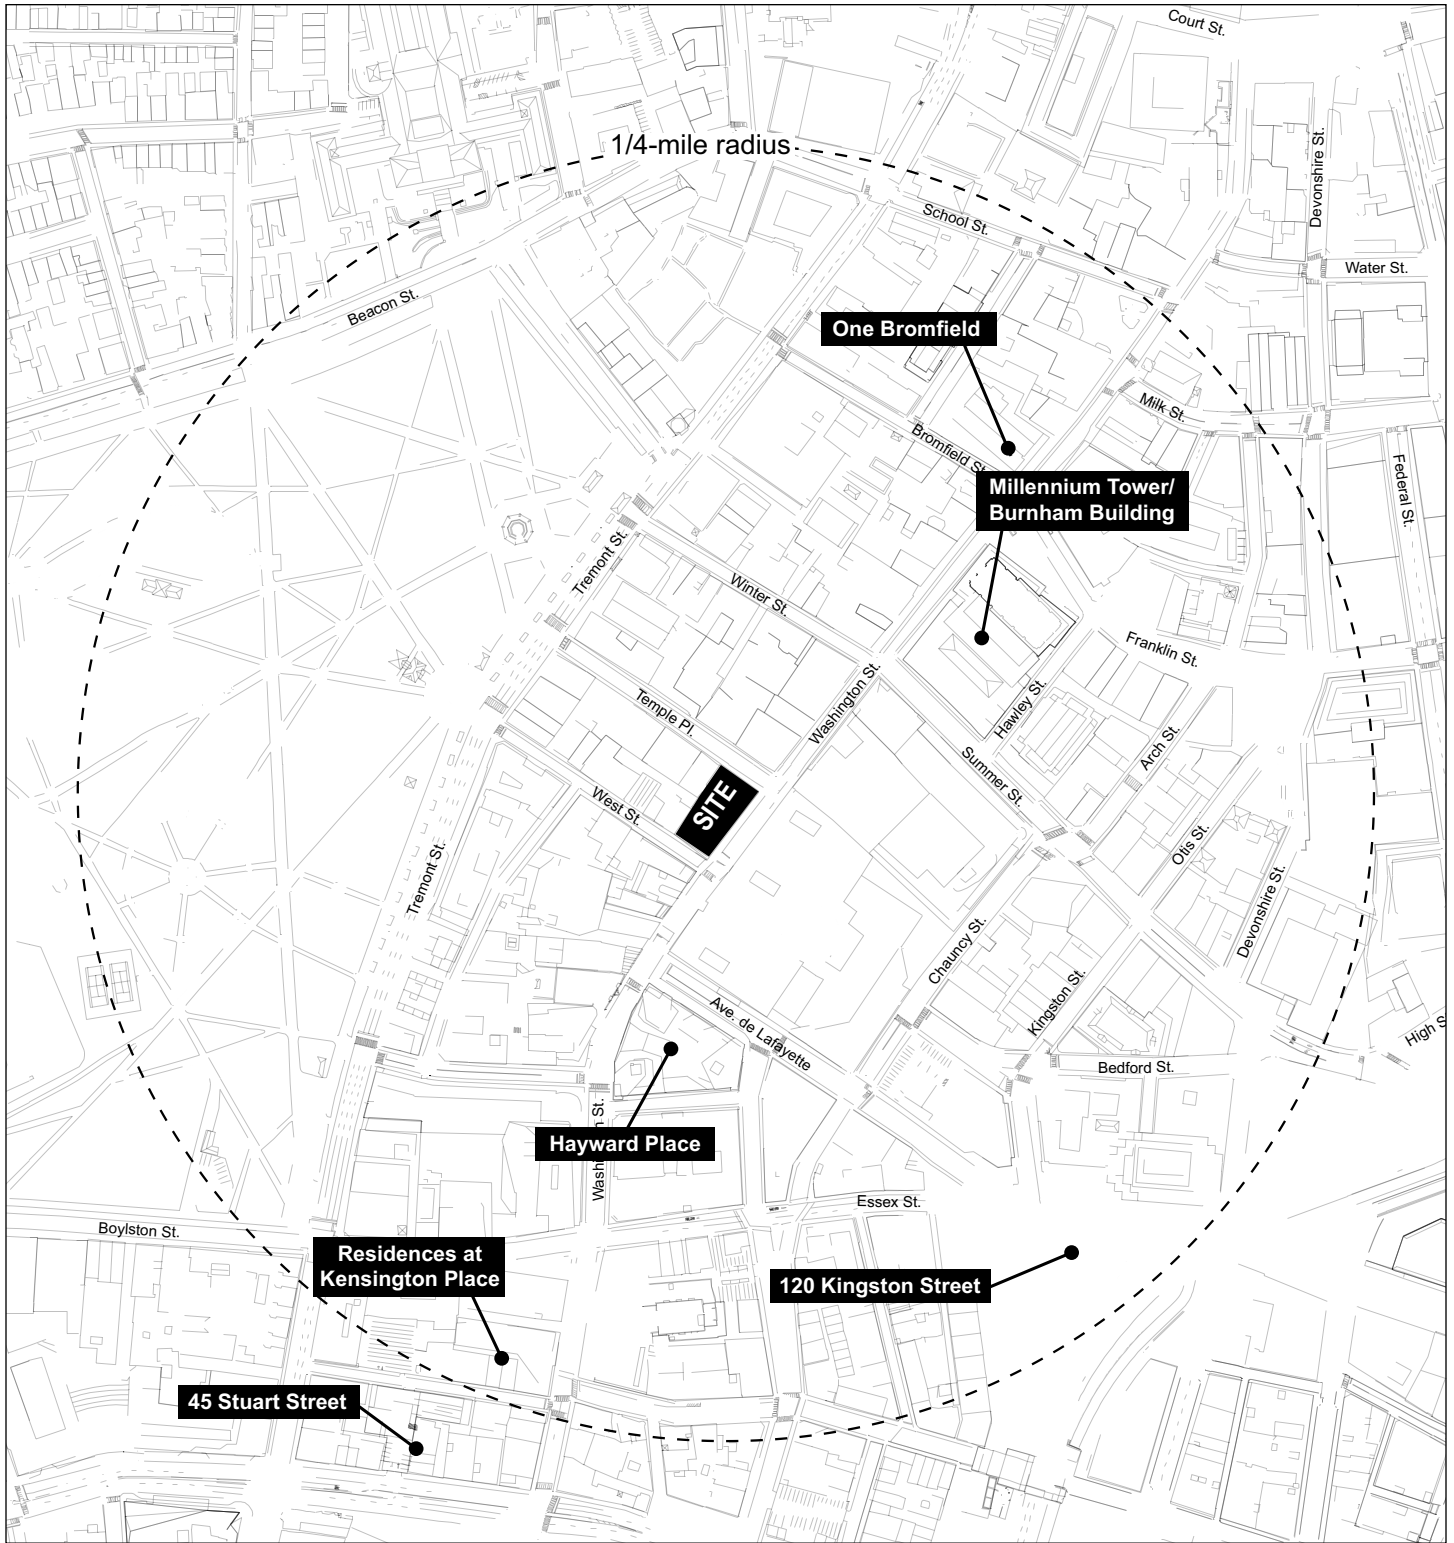 Court St.
1/4-mile radius
Devonshire St.
School St.
Water St.
Beacon St.
One Bromfield
Milk St.
Bromfield St.
Federal St.
Millennium Tower/
Burnham Building
Tremont St.
Winter St.
Franklin St.
Temple Pl.
Washington St.
Hawley St.
Arch St.
Summer St.
SITE
West St.
Otis St.
Tremont St.
Devonshire St.
Chauncy St.
Kingston St.
Ave. de Lafayette
High S
Bedford St.
Hayward Place
Washi
n St.
Essex St.
Boylston St.
Residences at
Kensington Place
120 Kingston Street
45 Stuart Street